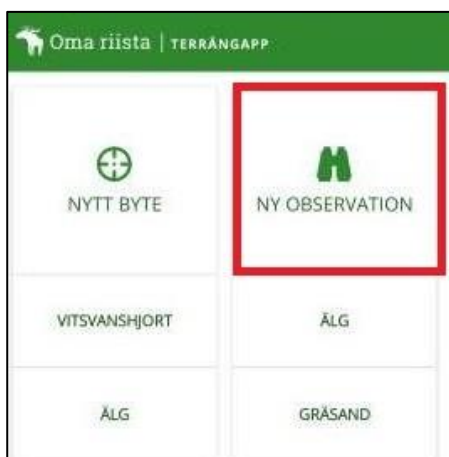 Oma riista | TERRÄNGAPP
NYTT BYTE
NY OBSERVATION
VITSVANSHJORT
ÄLG
ÄLG
GRÄSAND